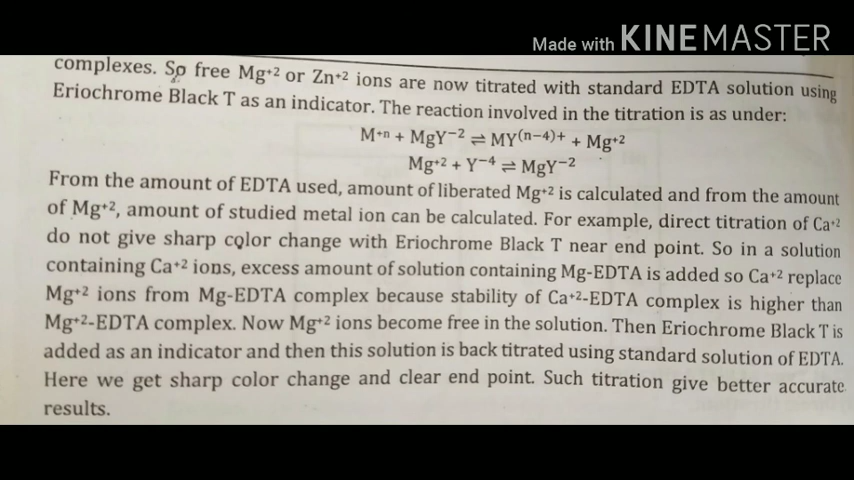 Made with KINEMASTER
complexes. So free Mg+2 or Zn+2 ions are now titrated with standard EDTA solution using
Eriochrome Black T as an indicator. The reaction involved in the titration is as under:
M+n + MgY−2 ⇌ MY(n−4)+ + Mg+2
Mg+2 + Y−4 ⇌ MgY−2
From the amount of EDTA used, amount of liberated Mg+2 is calculated and from the amount
of Mg+2, amount of studied metal ion can be calculated. For example, direct titration of Ca+2
do not give sharp color change with Eriochrome Black T near end point. So in a solution
containing Ca+2 ions, excess amount of solution containing Mg-EDTA is added so Ca+2 replace
Mg+2 ions from Mg-EDTA complex because stability of Ca+2-EDTA complex is higher than
Mg+2-EDTA complex. Now Mg+2 ions become free in the solution. Then Eriochrome Black T is
added as an indicator and then this solution is back titrated using standard solution of EDTA.
Here we get sharp color change and clear end point. Such titration give better accurate
results.